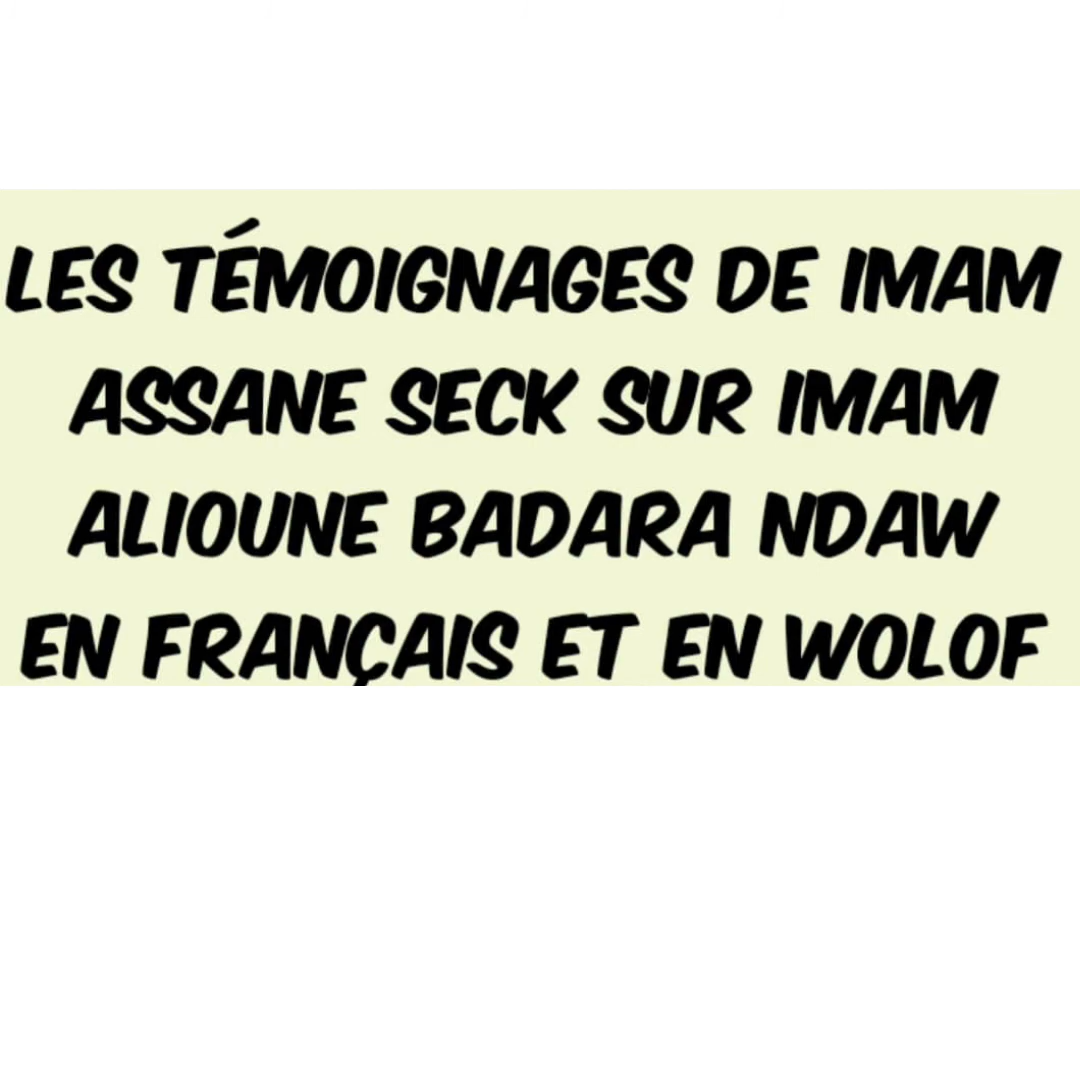 LES TÉMOIGNAGES DE IMAM
ASSANE SECK SUR IMAM
ALIOUNE BADARA NDAW
EN FRANÇAIS ET EN WOLOF